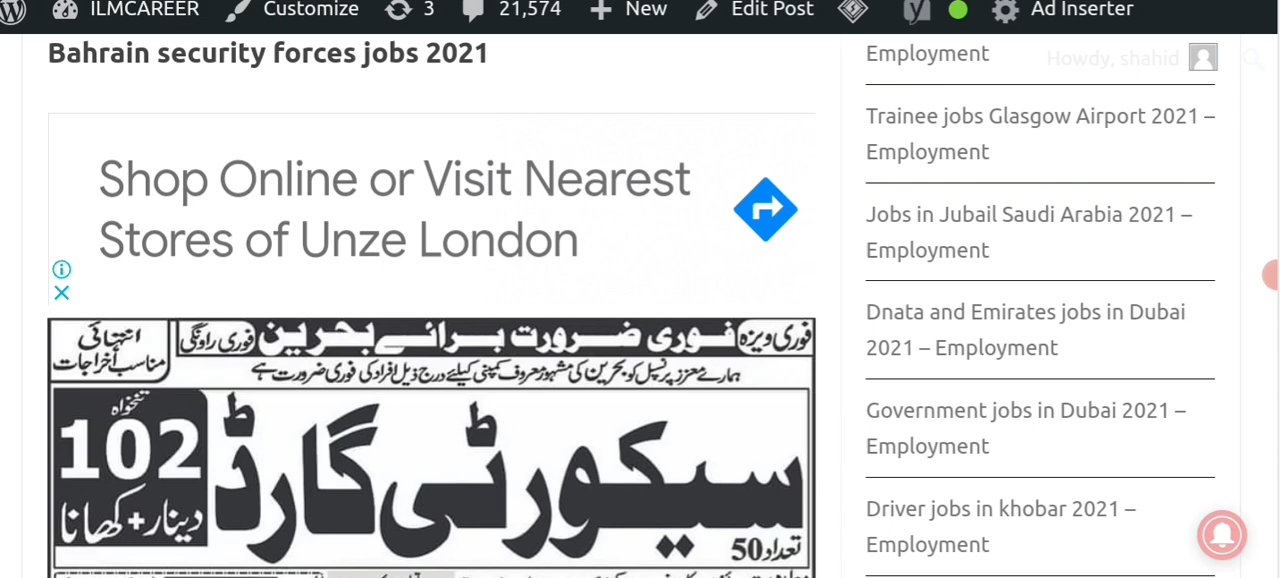 ILMCAREER Customize 3 21,574 New Edit Post Ad Inserter
Bahrain security forces jobs 2021
Shop Online or Visit Nearest
Stores of Unze London
انتہائی
مناسب اخراجات
فوری ویزہ فوری ضرورت برائے بحرین فوری روانگی
ہمارے معزز پرنسپل کو بحرین کی مشہور معروف کمپنی کیلئے درج ذیل افراد کی فوری ضرورت ہے
سیکورٹی گارڈ
تعداد 50
تنخواہ
102
دینار + کھانا
Howdy, shahid
Employment
Trainee jobs Glasgow Airport 2021 –
Employment
Jobs in Jubail Saudi Arabia 2021 –
Employment
Dnata and Emirates jobs in Dubai
2021 – Employment
Government jobs in Dubai 2021 –
Employment
Driver jobs in khobar 2021 –
Employment